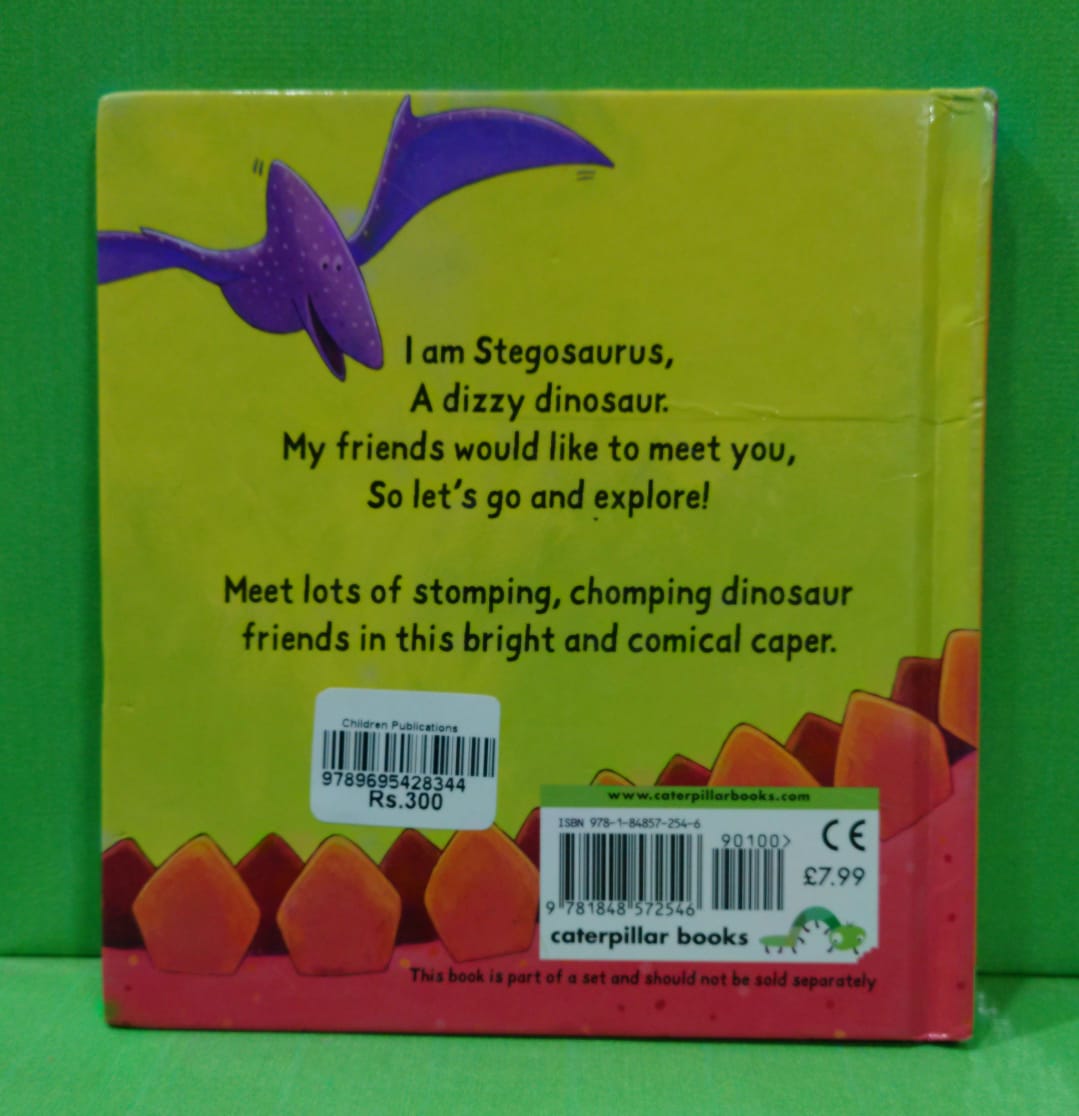 I am Stegosaurus,
A dizzy dinosaur.
My friends would like to meet you,
So let's go and explore!
Meet lots of stomping, chomping dinosaur
friends in this bright and comical caper.
Children Publications
9789695428344
Rs.300
www.caterpillarbooks.com
ISBN 978-1-84857-254-6
90100>
CE
£7.99
9 781848 572546
caterpillar books
This book is part of a set and should not be sold separately